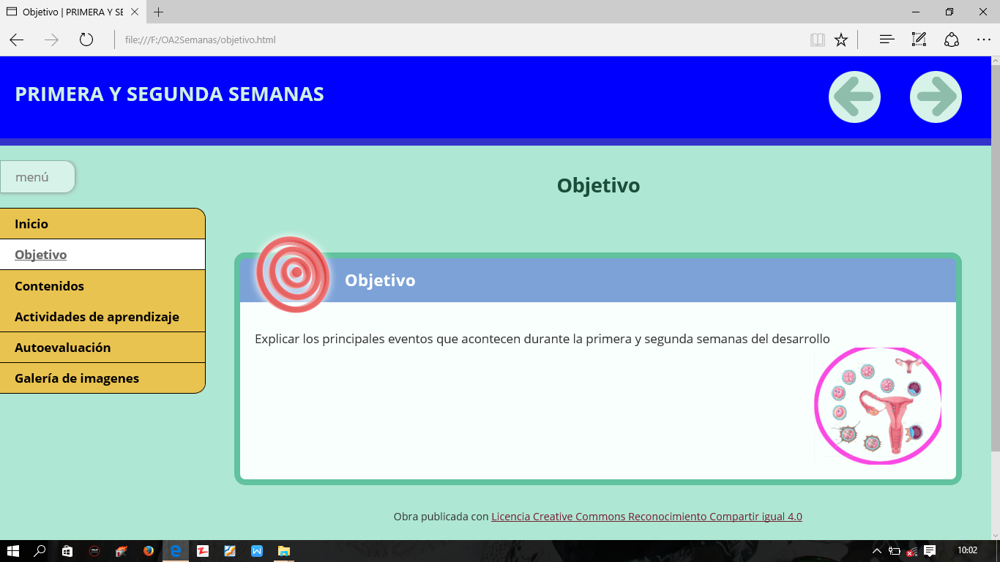 Objetivo | PRIMERA Y SE
file:///F:/OA2Semanas/objetivo.html
PRIMERA Y SEGUNDA SEMANAS
menú
Objetivo
Inicio
Objetivo
Contenidos
Actividades de aprendizaje
Autoevaluación
Galería de imagenes
Objetivo
Explicar los principales eventos que acontecen durante la primera y segunda semanas del desarrollo
Obra publicada con Licencia Creative Commons Reconocimiento Compartir igual 4.0
10:02